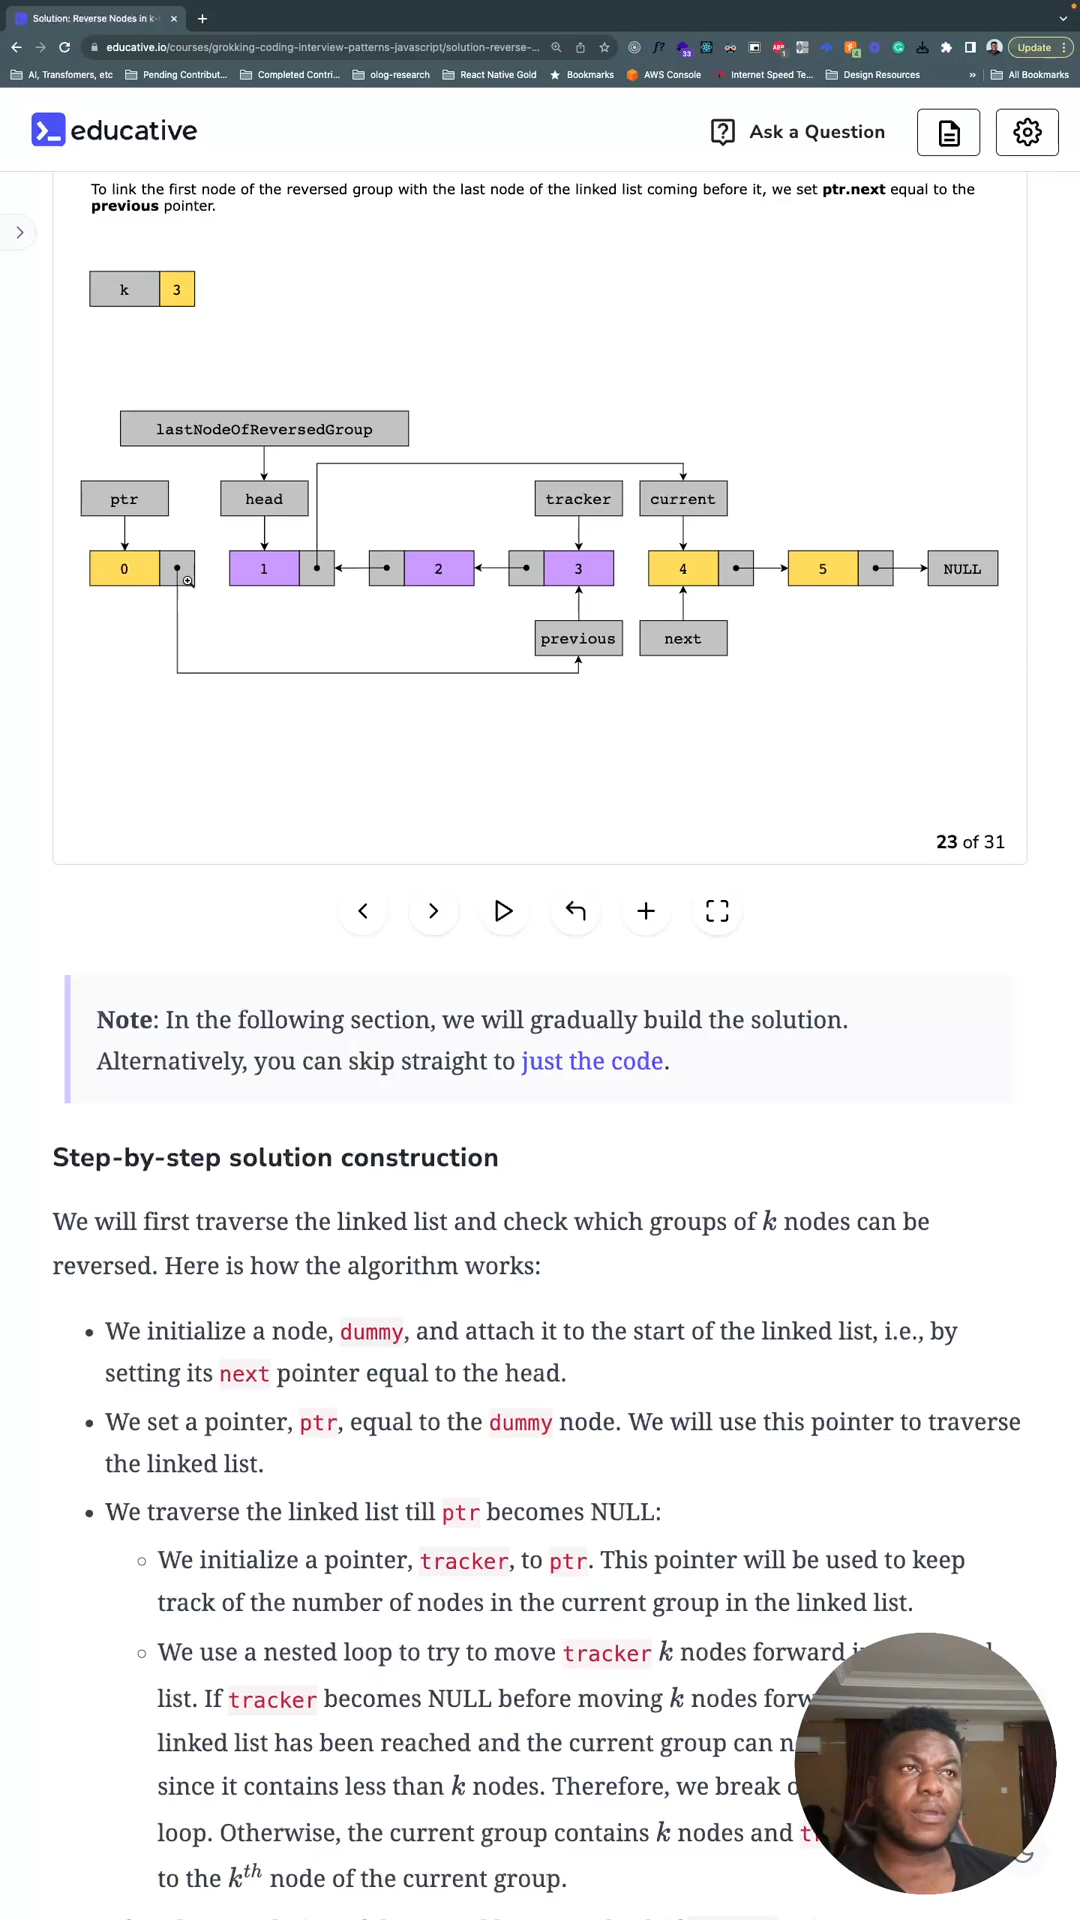 Solution: Reverse Nodes in k-
educative.io/courses/grokking-coding-interview-patterns-javascript/solution-reverse-...
Update
AI, Transfomers, etc
Pending Contribut...
Completed Contri...
olog-research
React Native Gold
Bookmarks
AWS Console
Internet Speed Te...
Design Resources
All Bookmarks
educative
Ask a Question
To link the first node of the reversed group with the last node of the linked list coming before it, we set ptr.next equal to the
previous pointer.
k 3
lastNodeOfReversedGroup
ptr head tracker current
0 1 2 3 4 5 NULL
previous next
23 of 31
Note: In the following section, we will gradually build the solution.
Alternatively, you can skip straight to just the code.
Step-by-step solution construction
We will first traverse the linked list and check which groups of k nodes can be
reversed. Here is how the algorithm works:
• We initialize a node, dummy, and attach it to the start of the linked list, i.e., by
setting its next pointer equal to the head.
• We set a pointer, ptr, equal to the dummy node. We will use this pointer to traverse
the linked list.
• We traverse the linked list till ptr becomes NULL:
◦ We initialize a pointer, tracker, to ptr. This pointer will be used to keep
track of the number of nodes in the current group in the linked list.
◦ We use a nested loop to try to move tracker k nodes forward
list. If tracker becomes NULL before moving k nodes forw
linked list has been reached and the current group can
since it contains less than k nodes. Therefore, we break
loop. Otherwise, the current group contains k nodes and
to the kth node of the current group.